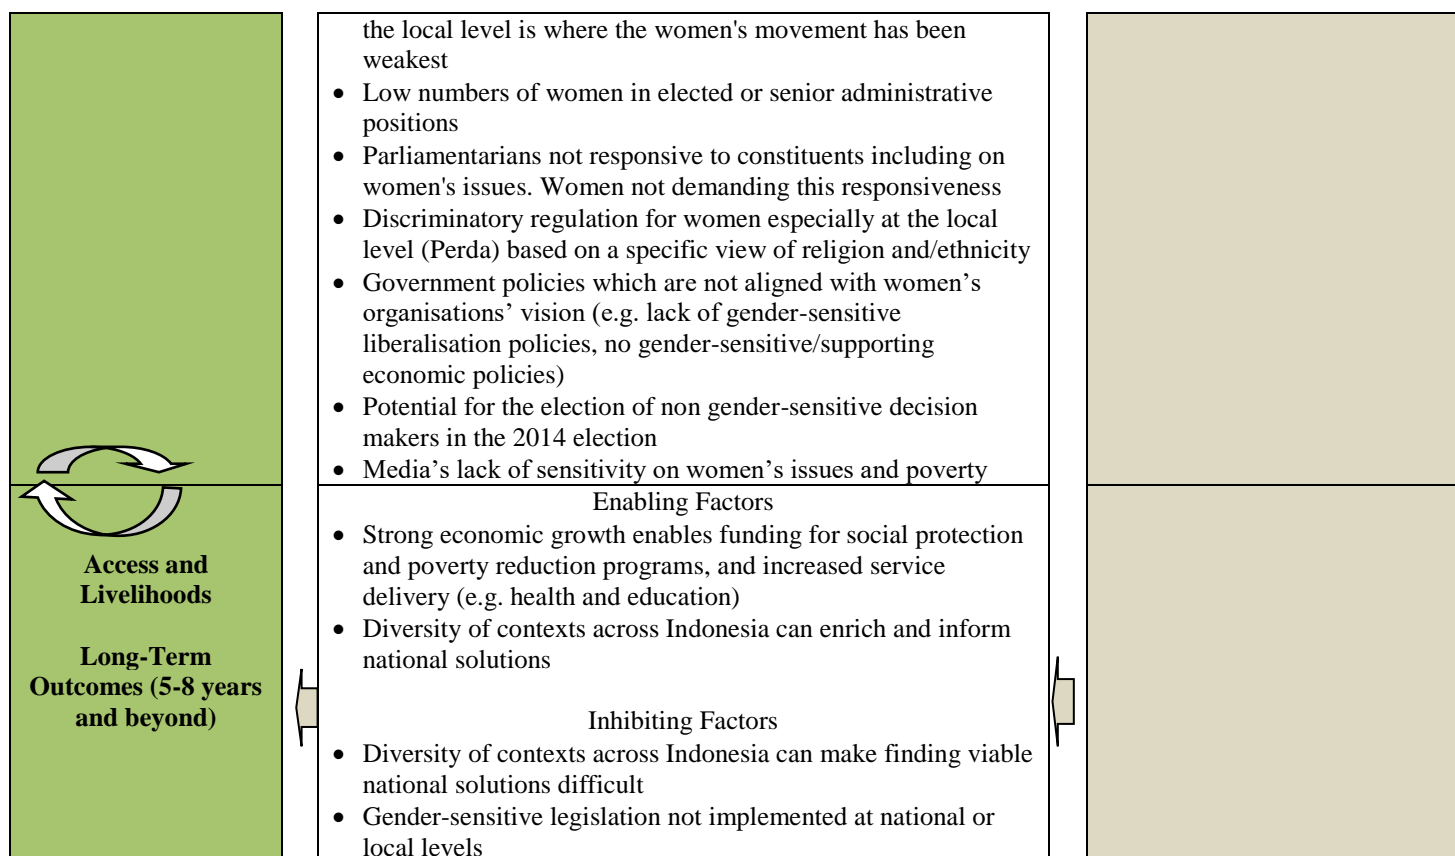 the local level is where the women's movement has been
weakest
• Low numbers of women in elected or senior administrative
positions
• Parliamentarians not responsive to constituents including on
women's issues. Women not demanding this responsiveness
• Discriminatory regulation for women especially at the local
level (Perda) based on a specific view of religion and/ethnicity
• Government policies which are not aligned with women’s
organisations’ vision (e.g. lack of gender-sensitive
liberalisation policies, no gender-sensitive/supporting
economic policies)
• Potential for the election of non gender-sensitive decision
makers in the 2014 election
• Media’s lack of sensitivity on women’s issues and poverty
Access and
Livelihoods
Long-Term
Outcomes (5-8 years
and beyond)
Enabling Factors
• Strong economic growth enables funding for social protection
and poverty reduction programs, and increased service
delivery (e.g. health and education)
• Diversity of contexts across Indonesia can enrich and inform
national solutions
Inhibiting Factors
• Diversity of contexts across Indonesia can make finding viable
national solutions difficult
• Gender-sensitive legislation not implemented at national or
local levels